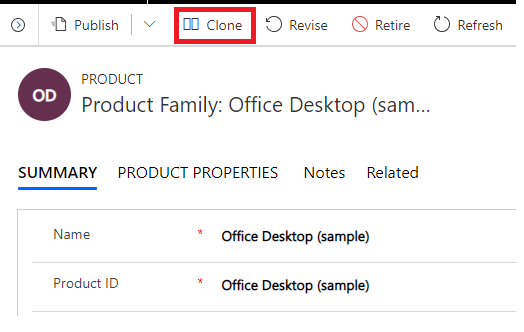 Publish Clone Revise Retire Refresh
OD
PRODUCT
Product Family: Office Desktop (sam...
SUMMARY PRODUCT PROPERTIES Notes Related
Name * Office Desktop (sample)
Product ID * Office Desktop (sample)